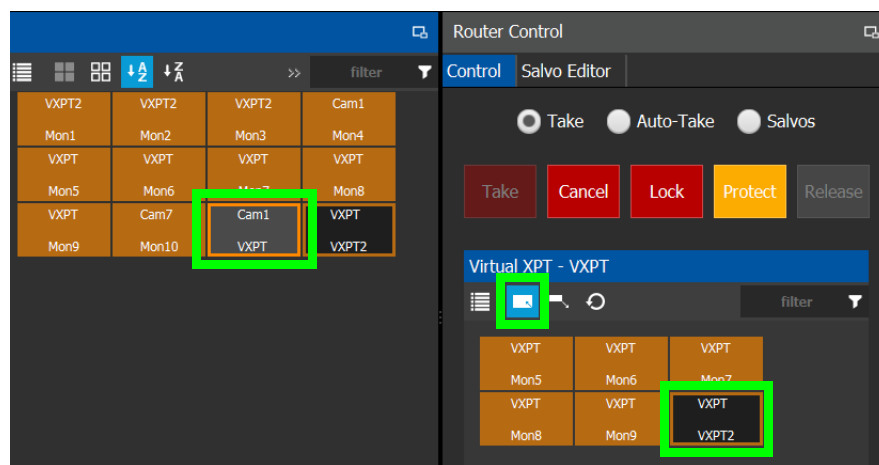 Router Control
filter
Control Salvo Editor
VXPT2 VXPT2 VXPT2 Cam1
Mon1 Mon2 Mon3 Mon4
VXPT VXPT VXPT VXPT
Mon5 Mon6 Mon7 Mon8
VXPT Cam7 Cam1 VXPT
Mon9 Mon10 VXPT VXPT2
Take Auto-Take Salvos
Take Cancel Lock Protect Release
Virtual XPT - VXPT
filter
VXPT VXPT VXPT
Mon5 Mon6 Mon7
VXPT VXPT VXPT
Mon8 Mon9 VXPT2